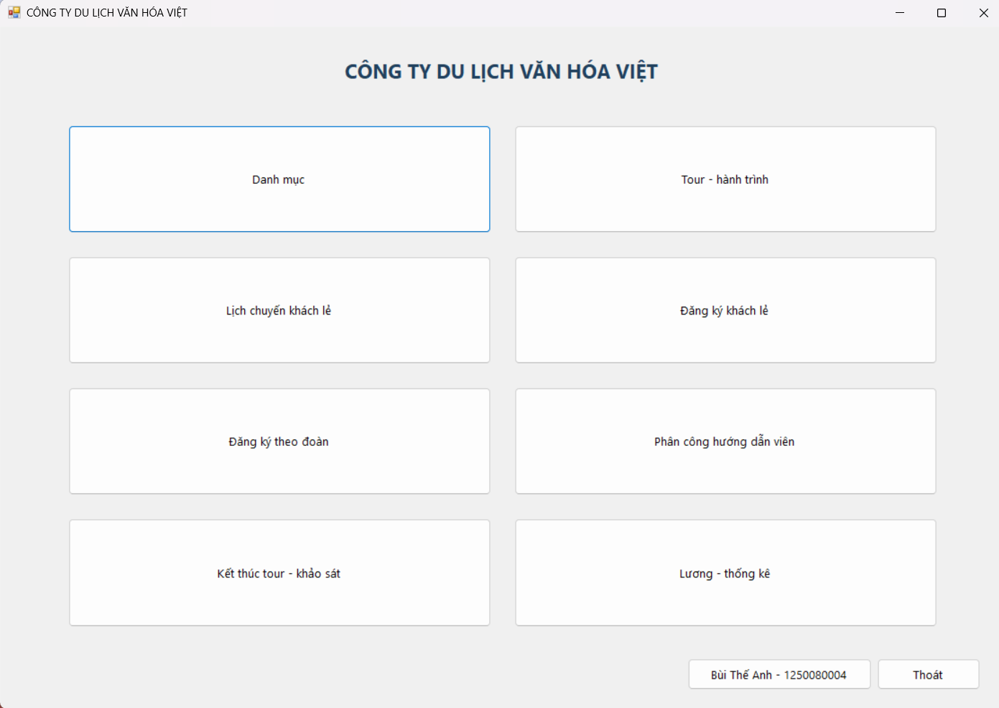 CÔNG TY DU LỊCH VĂN HÓA VIỆT
CÔNG TY DU LỊCH VĂN HÓA VIỆT
Danh mục
Tour - hành trình
Lịch chuyến khách lẻ
Đăng ký khách lẻ
Đăng ký theo đoàn
Phân công hướng dẫn viên
Kết thúc tour - khảo sát
Lương - thống kê
Bùi Thế Anh - 1250080004
Thoát